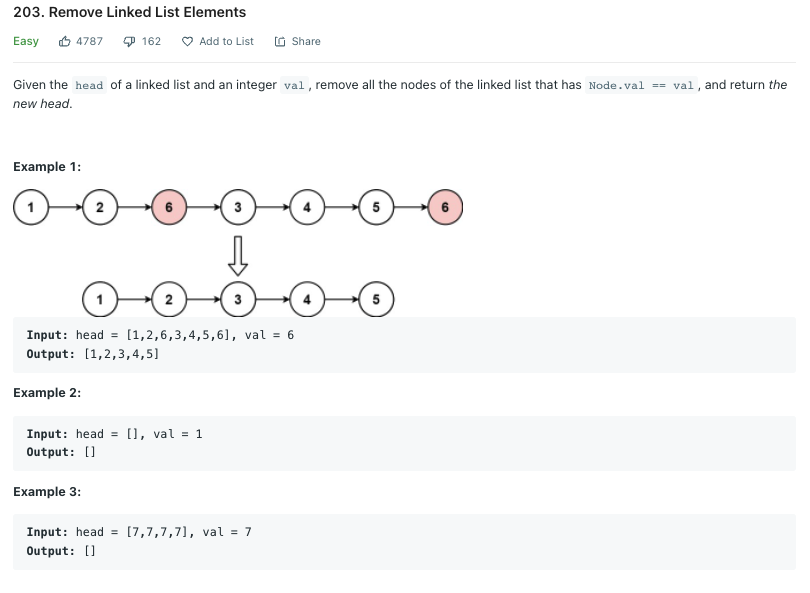 203. Remove Linked List Elements
Easy 4787 162 Add to List Share
Given the head of a linked list and an integer val , remove all the nodes of the linked list that has Node.val == val , and return the
new head.
Example 1:
1 2 6 3 4 5 6
1 2 3 4 5
Input: head = [1,2,6,3,4,5,6], val = 6
Output: [1,2,3,4,5]
Example 2:
Input: head = [], val = 1
Output: []
Example 3:
Input: head = [7,7,7,7], val = 7
Output: []